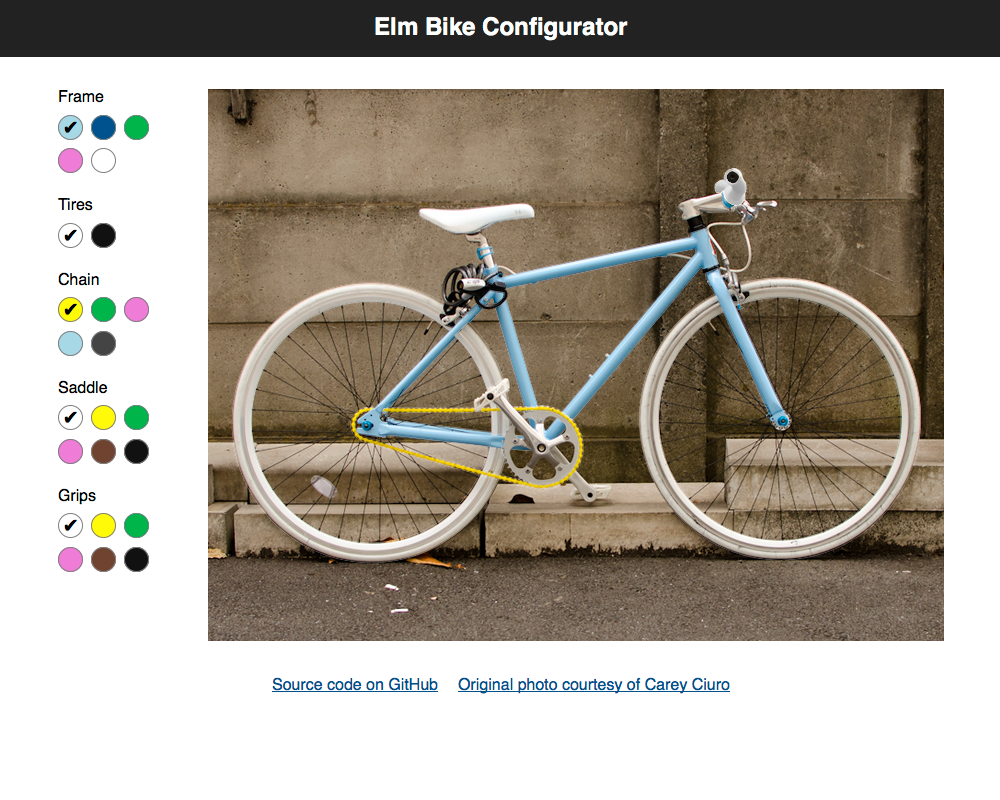 Elm Bike Configurator
Frame
Tires
Chain
Saddle
Grips
Source code on GitHub Original photo courtesy of Carey Ciuro